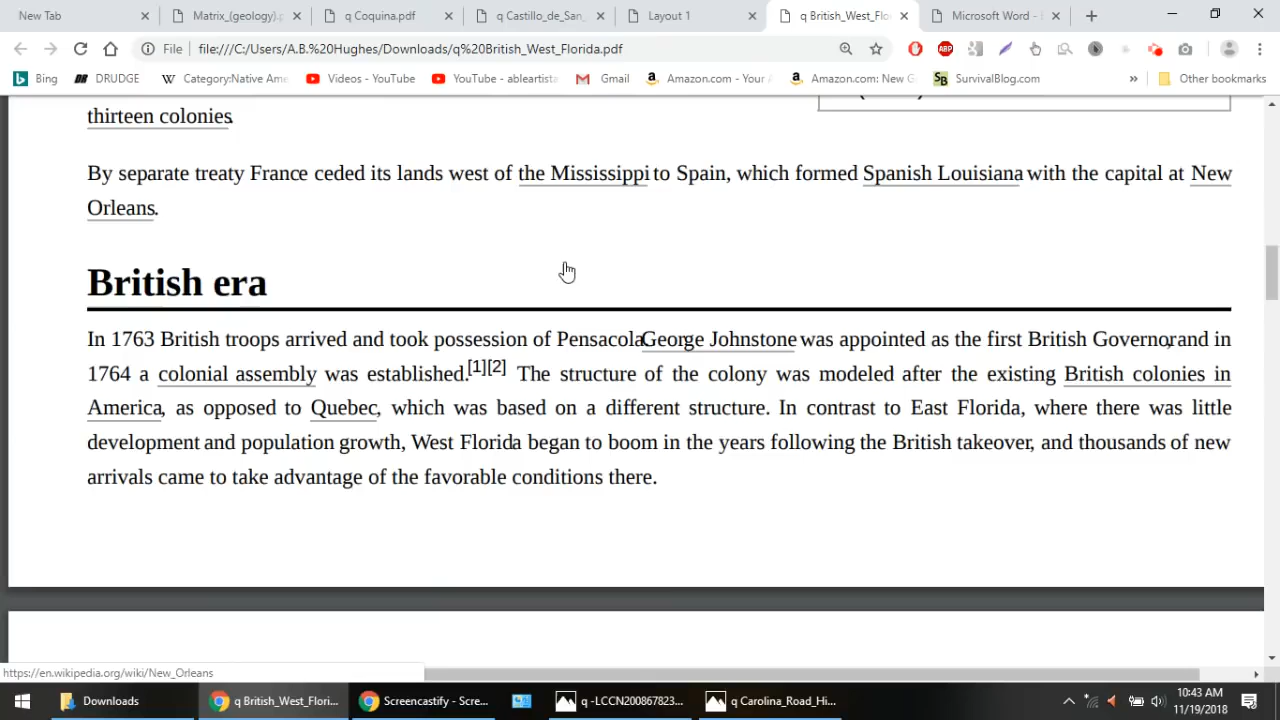 New Tab
Matrix_(geology).p
q Coquina.pdf
q Castillo_de_San_
Layout 1
q British_West_Flo
Microsoft Word -
File
file:///C:/Users/A.B.%20Hughes/Downloads/q%20British_West_Florida.pdf
ABP
Bing
DRUDGE
Category:Native Ame
Videos - YouTube
YouTube - ableartista
Gmail
Amazon.com - Your
Amazon.com: New G
SB
SurvivalBlog.com
»
Other bookmarks
thirteen colonies.
By separate treaty France ceded its lands west of the Mississippi to Spain, which formed Spanish Louisiana with the capital at New
Orleans.
British era
In 1763 British troops arrived and took possession of Pensacola. George Johnstone was appointed as the first British Governor, and in
1764 a colonial assembly was established.[1][2] The structure of the colony was modeled after the existing British colonies in
America, as opposed to Quebec, which was based on a different structure. In contrast to East Florida, where there was little
development and population growth, West Florida began to boom in the years following the British takeover, and thousands of new
arrivals came to take advantage of the favorable conditions there.
https://en.wikipedia.org/wiki/New_Orleans
Downloads
q British_West_Flori...
Screencastify - Scre...
q -LCCN200867823...
q Carolina_Road_Hi...
10:43 AM
11/19/2018